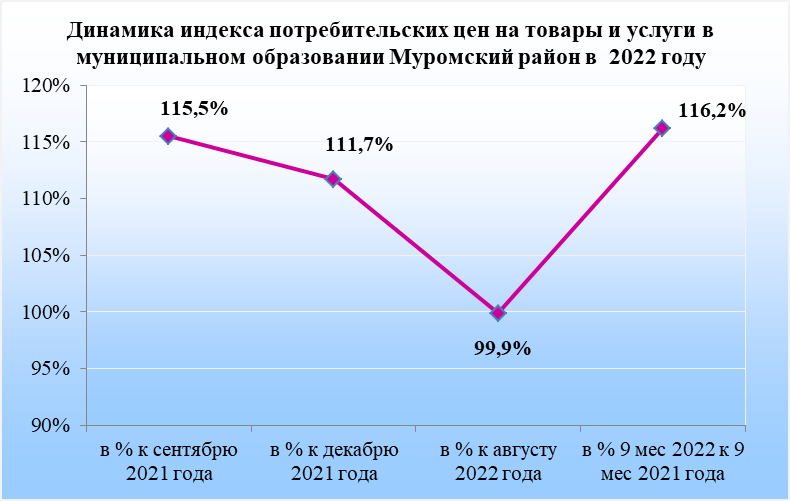 Динамика индекса потребительских цен на товары и услуги в
муниципальном образовании Муромский район в  2022 году
120%
115%
110%
105%
100%
95%
90%
115,5%
111,7%
99,9%
116,2%
в % к сентябрю
2021 года
в % к декабрю
2021 года
в % к августу
2022 года
в % 9 мес 2022 к 9
мес 2021 года